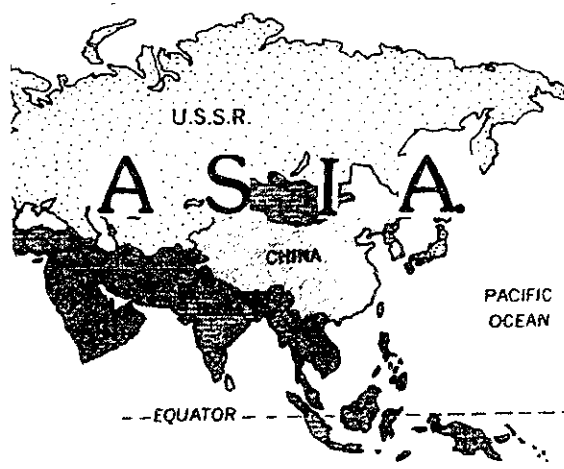 U.S.S.R.
A S I A.
CHINA
PACIFIC
OCEAN
EQUATOR